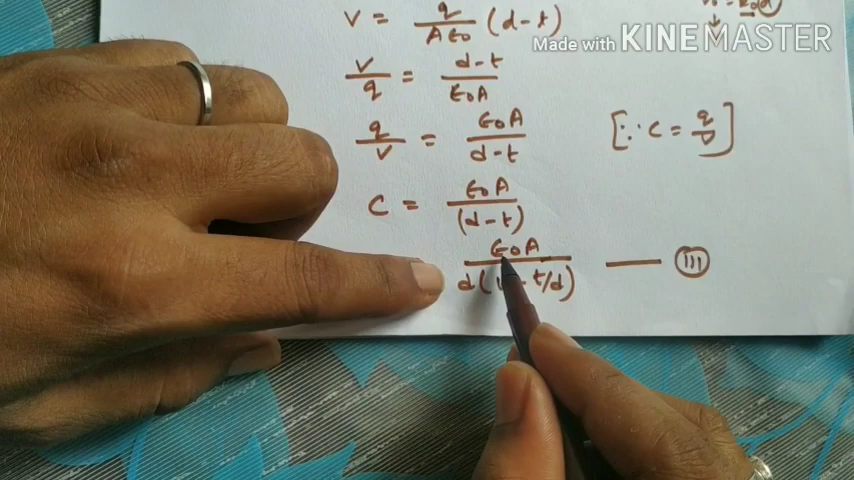 V = q/Aε₀ (d-t)
Made with KINEMASTER
V/q = d-t/ε₀A
q/V = ε₀A/d-t [∵ C = q/V]
C = ε₀A/(d-t)
ε₀A/d(1-t/d) — (III)